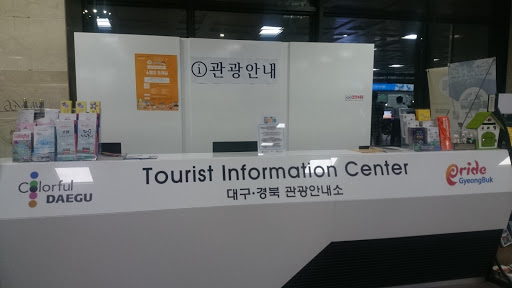 ⓘ관광안내
Colorful
DAEGU
Tourist Information Center
대구·경북 관광안내소
Pride
GyeongBuk